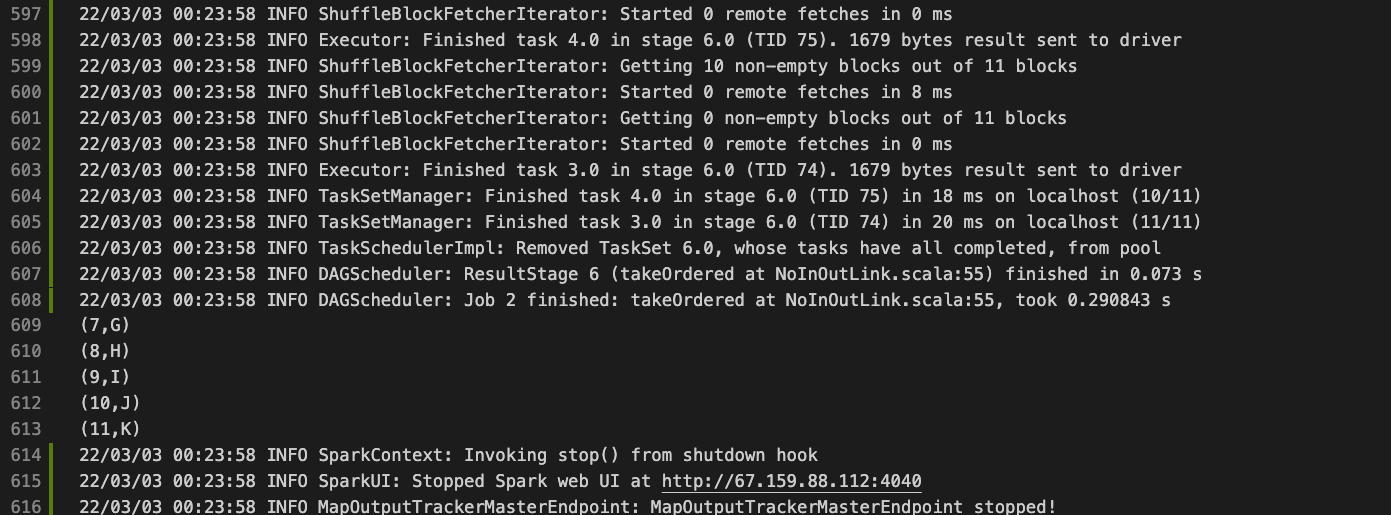 597 22/03/03 00:23:58 INFO ShuffleBlockFetcherIterator: Started 0 remote fetches in 0 ms
598 22/03/03 00:23:58 INFO Executor: Finished task 4.0 in stage 6.0 (TID 75). 1679 bytes result sent to driver
599 22/03/03 00:23:58 INFO ShuffleBlockFetcherIterator: Getting 10 non-empty blocks out of 11 blocks
600 22/03/03 00:23:58 INFO ShuffleBlockFetcherIterator: Started 0 remote fetches in 8 ms
601 22/03/03 00:23:58 INFO ShuffleBlockFetcherIterator: Getting 0 non-empty blocks out of 11 blocks
602 22/03/03 00:23:58 INFO ShuffleBlockFetcherIterator: Started 0 remote fetches in 0 ms
603 22/03/03 00:23:58 INFO Executor: Finished task 3.0 in stage 6.0 (TID 74). 1679 bytes result sent to driver
604 22/03/03 00:23:58 INFO TaskSetManager: Finished task 4.0 in stage 6.0 (TID 75) in 18 ms on localhost (10/11)
605 22/03/03 00:23:58 INFO TaskSetManager: Finished task 3.0 in stage 6.0 (TID 74) in 20 ms on localhost (11/11)
606 22/03/03 00:23:58 INFO TaskSchedulerImpl: Removed TaskSet 6.0, whose tasks have all completed, from pool
607 22/03/03 00:23:58 INFO DAGScheduler: ResultStage 6 (takeOrdered at NoInOutLink.scala:55) finished in 0.073 s
608 22/03/03 00:23:58 INFO DAGScheduler: Job 2 finished: takeOrdered at NoInOutLink.scala:55, took 0.290843 s
609 (7,G)
610 (8,H)
611 (9,I)
612 (10,J)
613 (11,K)
614 22/03/03 00:23:58 INFO SparkContext: Invoking stop() from shutdown hook
615 22/03/03 00:23:58 INFO SparkUI: Stopped Spark web UI at http://67.159.88.112:4040
616 22/03/03 00:23:58 INFO MapOutputTrackerMasterEndpoint: MapOutputTrackerMasterEndpoint stopped!